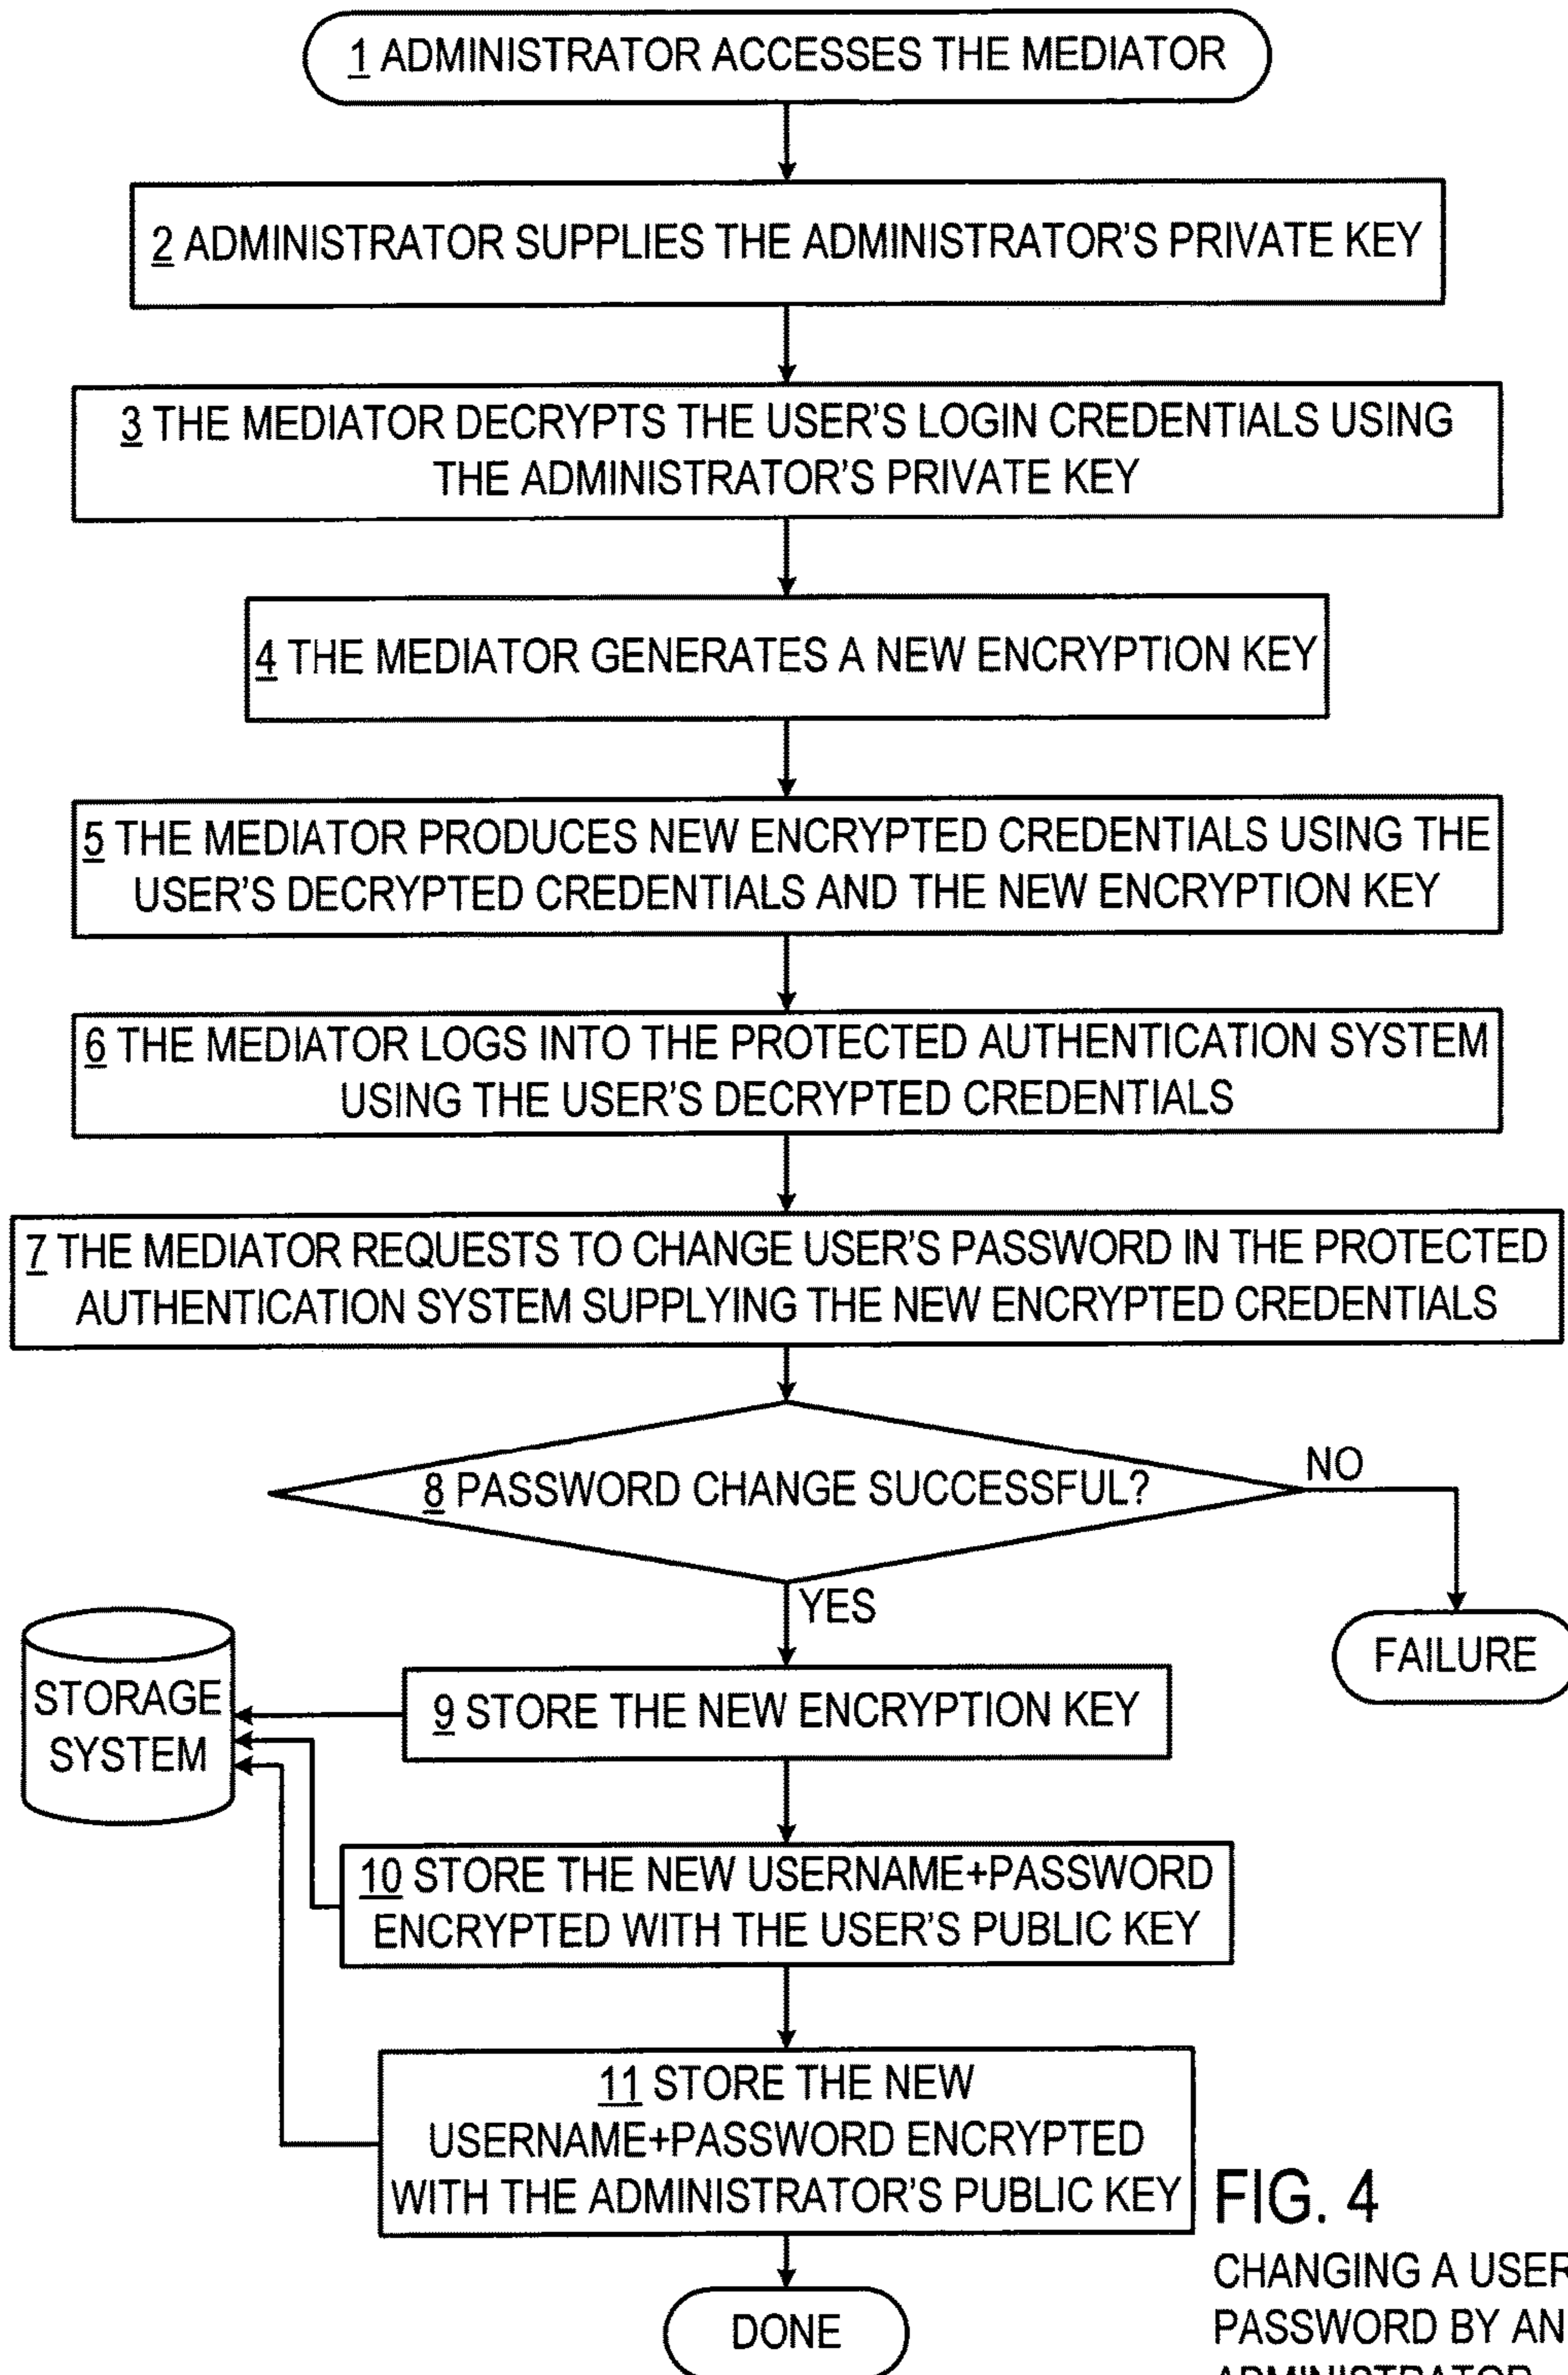 1 ADMINISTRATOR ACCESSES THE MEDIATOR
2 ADMINISTRATOR SUPPLIES THE ADMINISTRATOR'S PRIVATE KEY
3 THE MEDIATOR DECRYPTS THE USER'S LOGIN CREDENTIALS USING
THE ADMINISTRATOR'S PRIVATE KEY
4 THE MEDIATOR GENERATES A NEW ENCRYPTION KEY
5 THE MEDIATOR PRODUCES NEW ENCRYPTED CREDENTIALS USING THE
USER'S DECRYPTED CREDENTIALS AND THE NEW ENCRYPTION KEY
6 THE MEDIATOR LOGS INTO THE PROTECTED AUTHENTICATION SYSTEM
USING THE USER'S DECRYPTED CREDENTIALS
7 THE MEDIATOR REQUESTS TO CHANGE USER'S PASSWORD IN THE PROTECTED
AUTHENTICATION SYSTEM SUPPLYING THE NEW ENCRYPTED CREDENTIALS
8 PASSWORD CHANGE SUCCESSFUL?
NO
YES
FAILURE
STORAGE
SYSTEM
9 STORE THE NEW ENCRYPTION KEY
10 STORE THE NEW USERNAME+PASSWORD
ENCRYPTED WITH THE USER'S PUBLIC KEY
11 STORE THE NEW
USERNAME+PASSWORD ENCRYPTED
WITH THE ADMINISTRATOR'S PUBLIC KEY
DONE
FIG. 4
CHANGING A USER
PASSWORD BY AN
ADMINISTRATOR